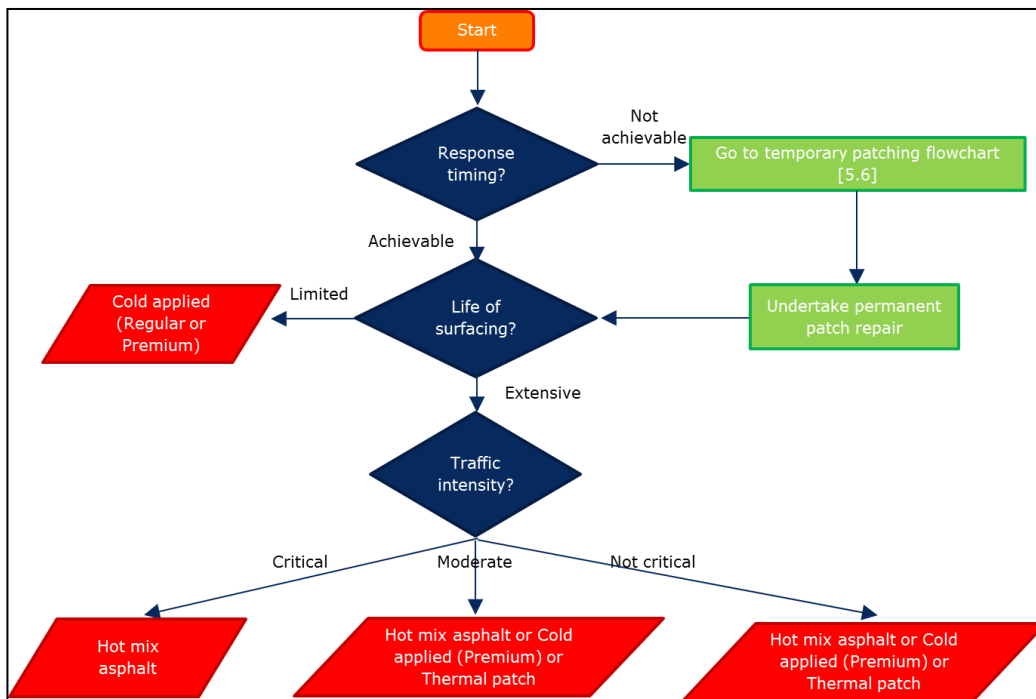 Start
Not
achievable
Response
timing?
Go to temporary patching flowchart
[5.6]
Achievable
Cold applied
(Regular or
Premium)
Limited
Life of
surfacing?
Undertake permanent
patch repair
Extensive
Traffic
intensity?
Critical
Moderate
Not critical
Hot mix
asphalt
Hot mix asphalt or Cold
applied (Premium) or
Thermal patch
Hot mix asphalt or Cold
applied (Premium) or
Thermal patch